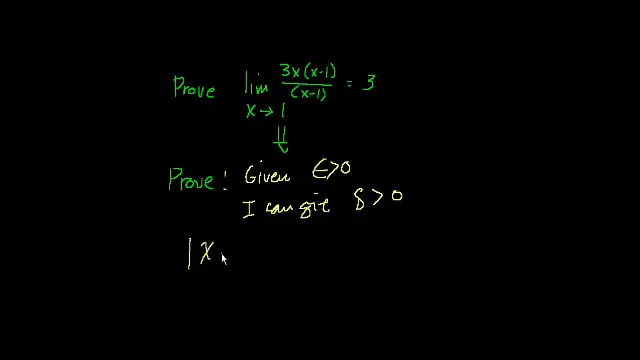 Prove lim 3x(x-1)/(x-1) = 3
x → 1
⇓
Prove: Given ε>0
I can give δ > 0
|x